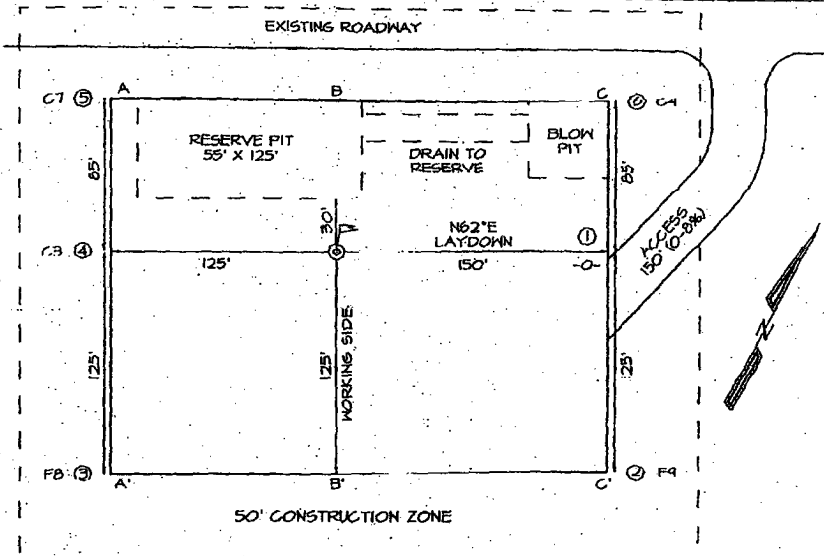 EXISTING ROADWAY
A
B
C
C7 ⑤
C4
RESERVE PIT
55' X 125'
DRAIN TO
RESERVE
BLOW
PIT
85'
85'
30'
N62°E
LAYDOWN
①
ACCESS
150' (0-8%)
C3 ④
125'
150'
-0-
125'
125'
WORKING SIDE
125'
N
F8 ③
② F9
A'
B'
C'
50' CONSTRUCTION ZONE